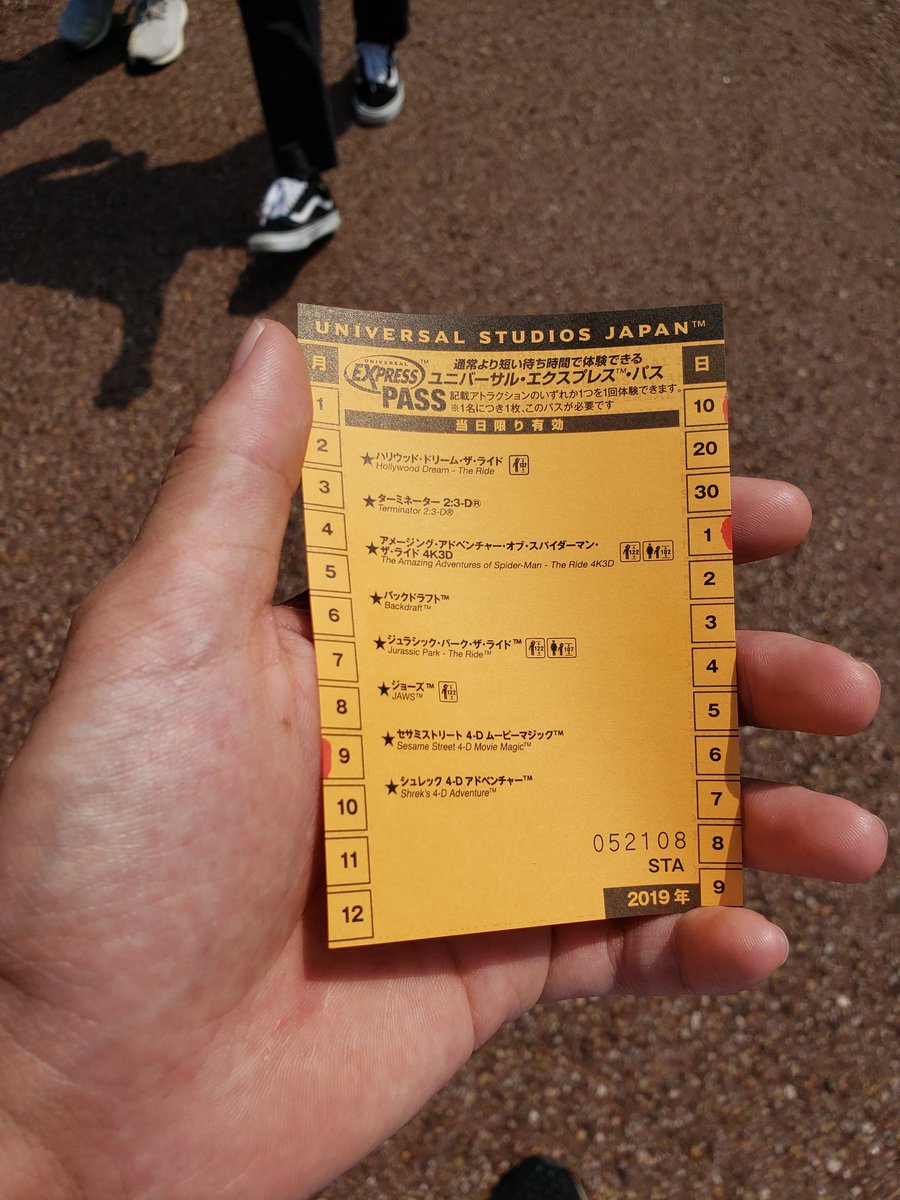 UNIVERSAL STUDIOS JAPAN™
月
日
UNIVERSAL™
EXPRESS
PASS
通常より短い待ち時間で体験できる
ユニバーサル・エクスプレス™・パス
記載アトラクションのいずれか1つを1回体験できます。
※1名につき1枚、このパスが必要です
当日限り有効
1
2
3
4
5
6
7
8
9
10
11
12
★ハリウッド・ドリーム・ザ・ライド
Hollywood Dream - The Ride
★ターミネーター 2:3-D®
Terminator 2:3-D®
★アメージング・アドベンチャー・オブ・スパイダーマン・
ザ・ライド 4K3D
The Amazing Adventures of Spider-Man - The Ride 4K3D
122
102
★バックドラフト™
Backdraft™
★ジュラシック・パーク・ザ・ライド™
Jurassic Park - The Ride™
122
107
★ジョーズ™
JAWS™
122
★セサミストリート 4-D ムービーマジック™
Sesame Street 4-D Movie Magic™
★シュレック 4-D アドベンチャー™
Shrek's 4-D Adventure™
052108
STA
2019年
10
20
30
1
2
3
4
5
6
7
8
9